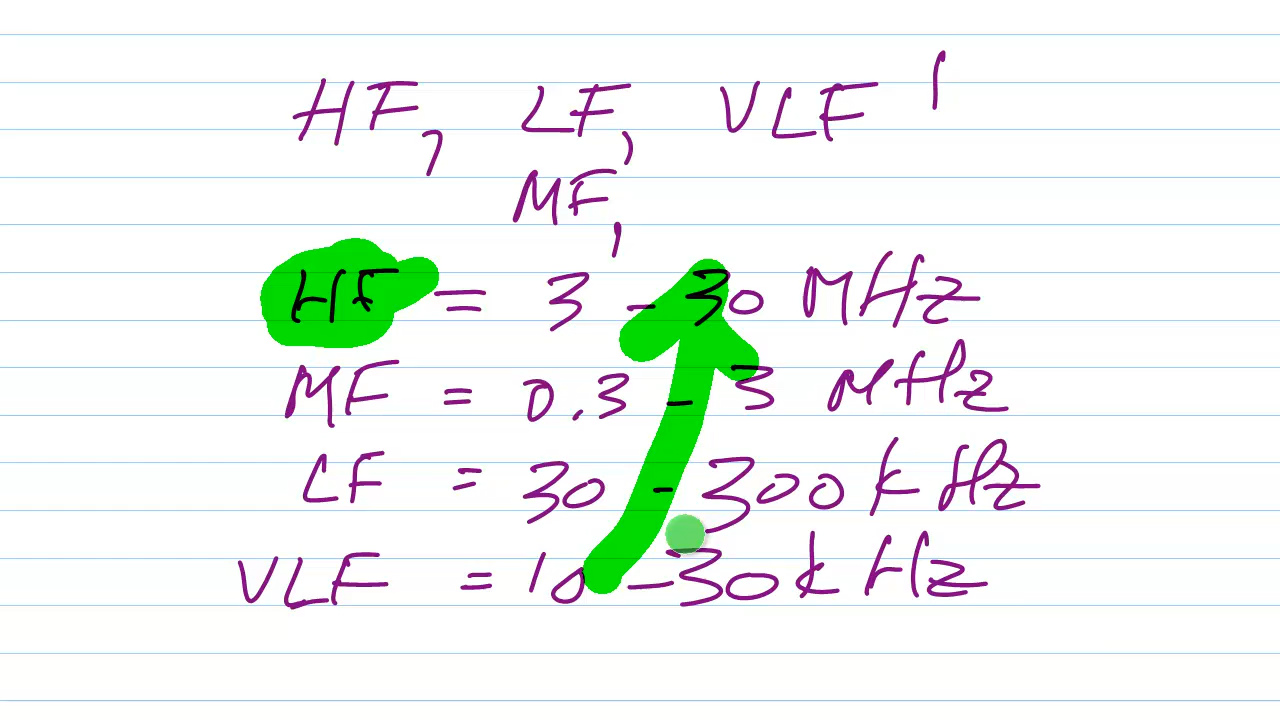 HF, LF, VLF
MF,
HF = 3 - 30 MHz
MF = 0.3 - 3 MHz
LF = 30 - 300 kHz
VLF = 10 - 30 kHz